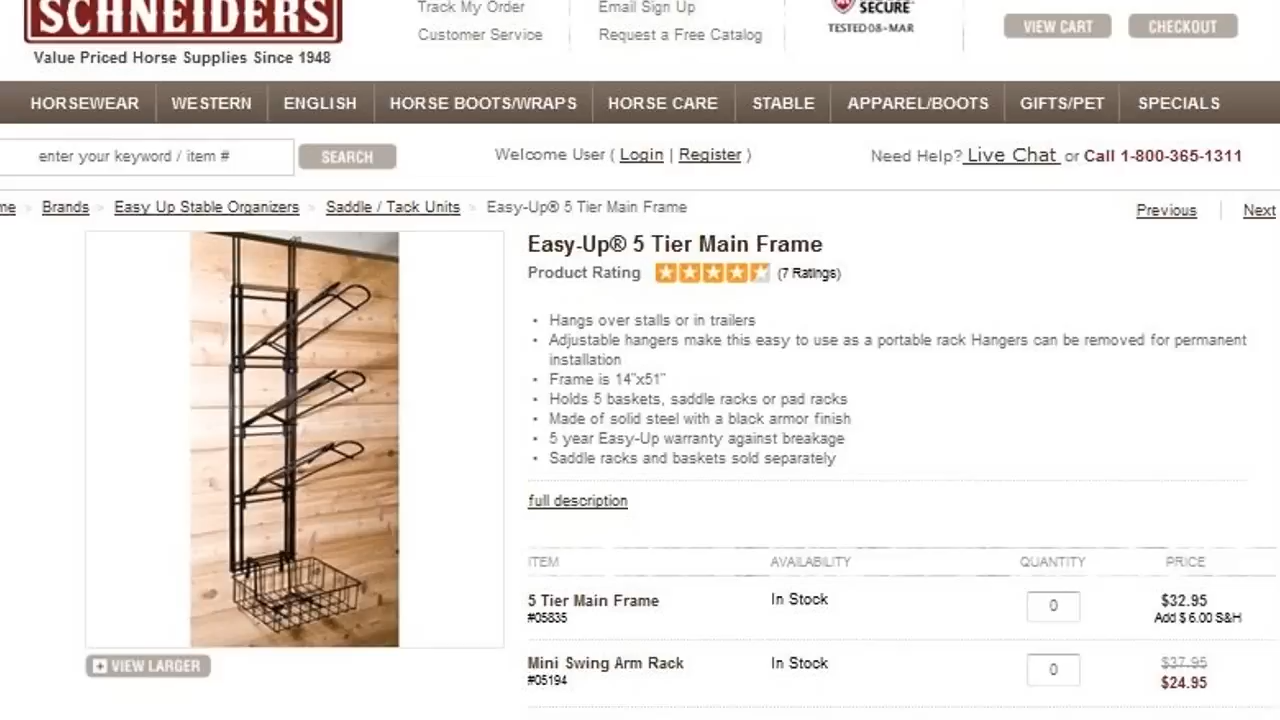 SCHNEIDERS
Value Priced Horse Supplies Since 1948
Track My Order
Customer Service
Email Sign Up
Request a Free Catalog
SECURE
TESTED 08-MAR
VIEW CART
CHECKOUT
HORSEWEAR WESTERN ENGLISH HORSE BOOTS/WRAPS HORSE CARE STABLE APPAREL/BOOTS GIFTS/PET SPECIALS
enter your keyword / item # SEARCH Welcome User ( Login | Register ) Need Help? Live Chat or Call 1-800-365-1311
me Brands Easy Up Stable Organizers Saddle / Tack Units Easy-Up® 5 Tier Main Frame
Previous Next
Easy-Up® 5 Tier Main Frame
Product Rating (7 Ratings)
• Hangs over stalls or in trailers
• Adjustable hangers make this easy to use as a portable rack Hangers can be removed for permanent
installation
• Frame is 14"x51"
• Holds 5 baskets, saddle racks or pad racks
• Made of solid steel with a black armor finish
• 5 year Easy-Up warranty against breakage
• Saddle racks and baskets sold separately
full description
ITEM AVAILABILITY QUANTITY PRICE
5 Tier Main Frame In Stock 0 $32.95
#05835 Add $ 6.00 S&H
Mini Swing Arm Rack In Stock 0 $37.95
#05194 $24.95
VIEW LARGER